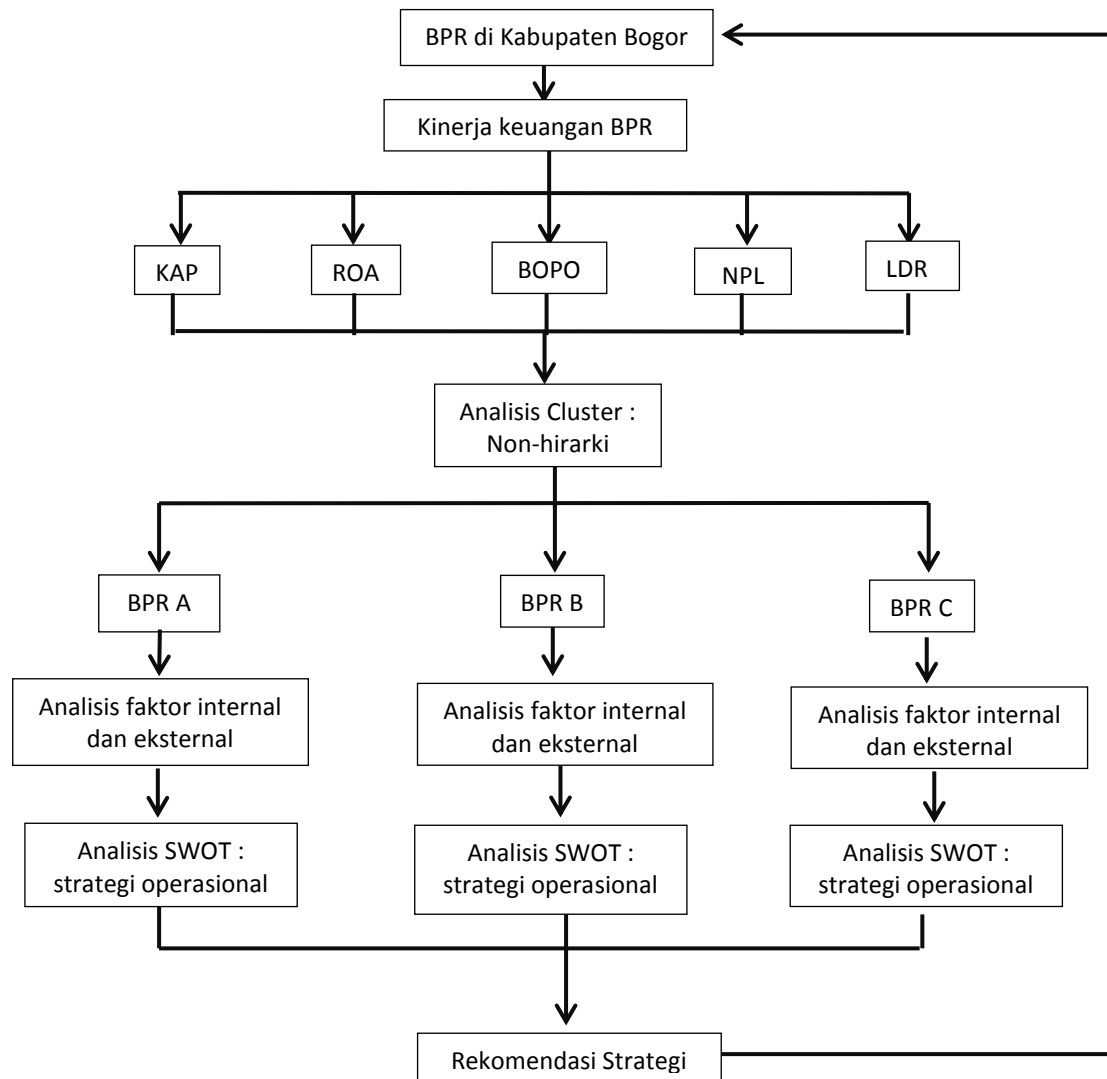 BPR di Kabupaten Bogor
Kinerja keuangan BPR
KAP
ROA
BOPO
NPL
LDR
Analisis Cluster :
Non-hirarki
BPR A
BPR B
BPR C
Analisis faktor internal
dan eksternal
Analisis faktor internal
dan eksternal
Analisis faktor internal
dan eksternal
Analisis SWOT :
strategi operasional
Analisis SWOT :
strategi operasional
Analisis SWOT :
strategi operasional
Rekomendasi Strategi